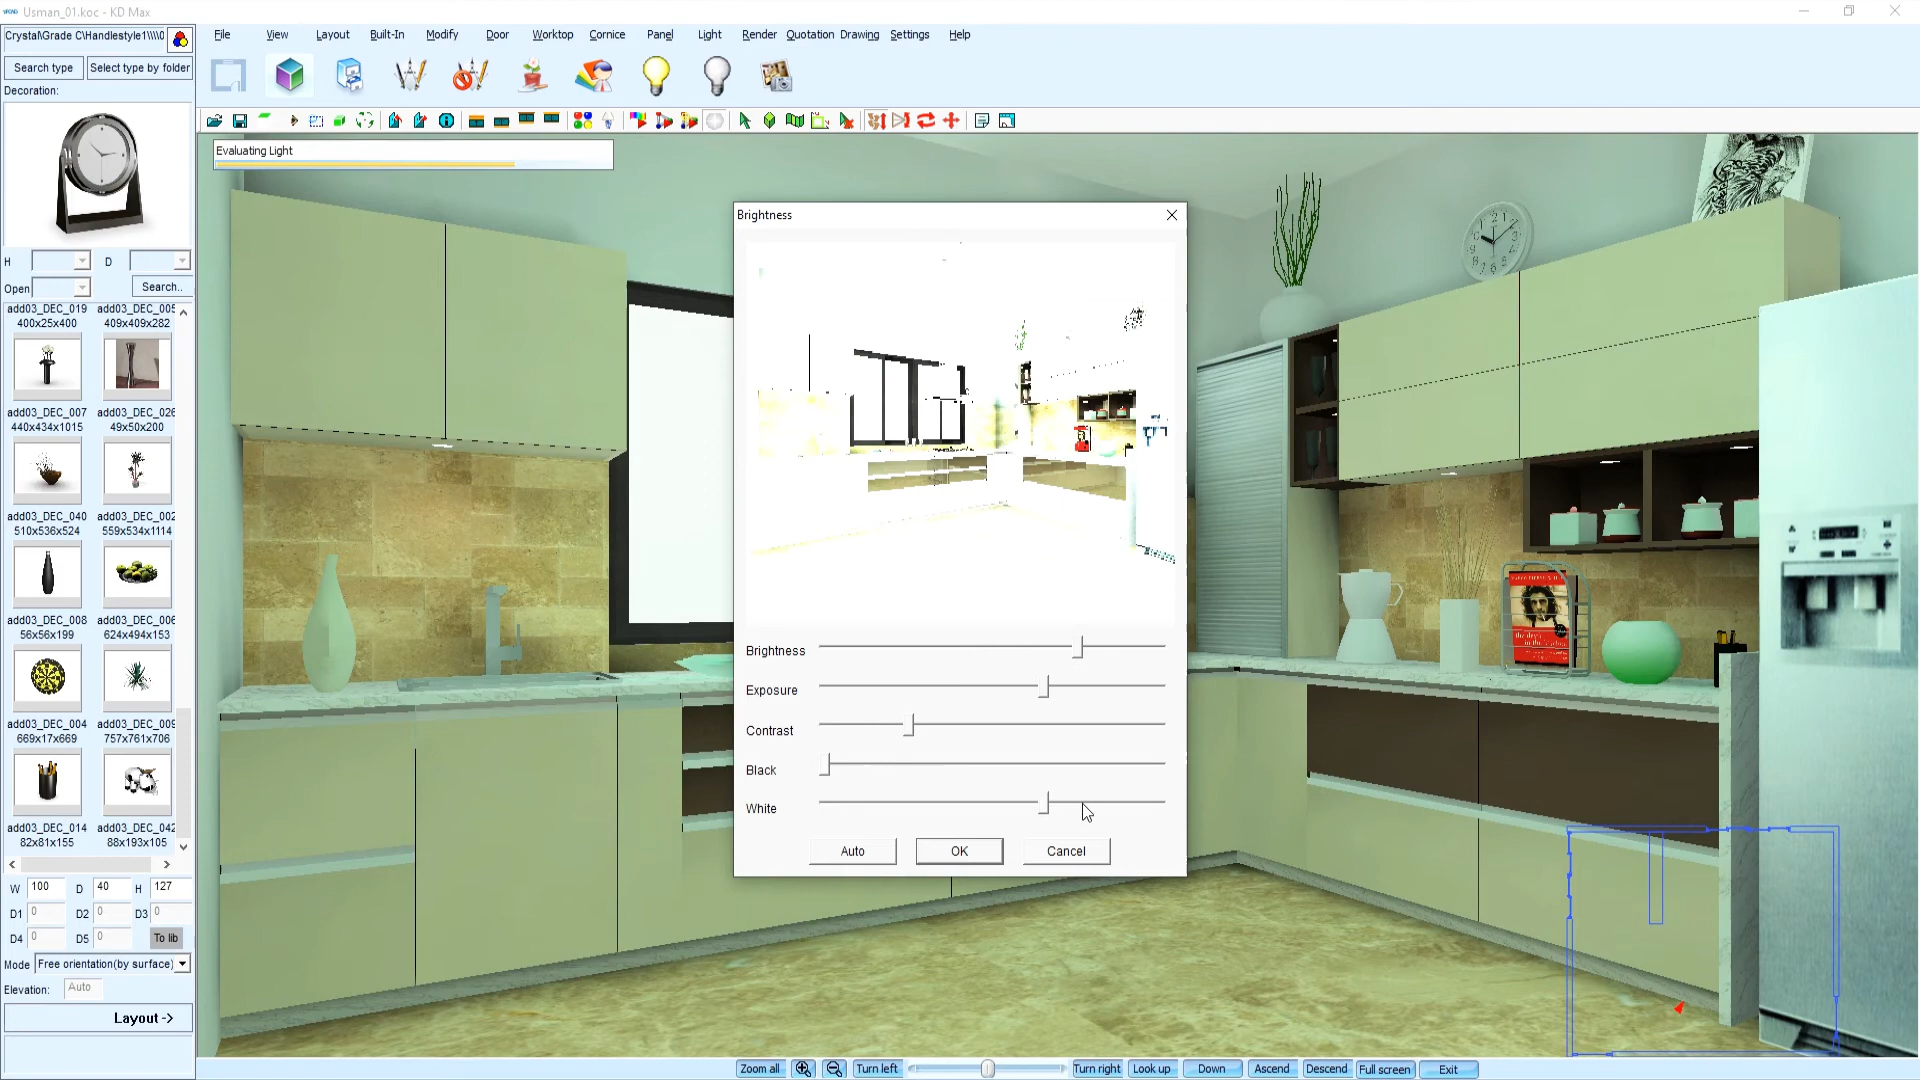 Usman_01.koc - KD Max
Crystal\Grade C\Handlestyle1\\\\0
File View Layout Built-In Modify Door Worktop Cornice Panel Light Render Quotation Drawing Settings Help
Search type Select type by folder
Decoration:
Evaluating Light
H D
Open Search..
add03_DEC_019 add03_DEC_005
400x25x400 409x409x282
add03_DEC_007 add03_DEC_026
440x434x1015 49x50x200
add03_DEC_040 add03_DEC_002
510x536x524 559x534x1114
add03_DEC_008 add03_DEC_006
56x56x199 624x494x153
add03_DEC_004 add03_DEC_009
669x17x669 757x761x706
add03_DEC_014 add03_DEC_042
82x81x155 88x193x105
W 100 D 40 H 127
D1 0 D2 0 D3 0
D4 0 D5 0 To lib
Mode Free orientation(by surface)
Elevation: Auto
Layout ->
Brightness
Brightness
Exposure
Contrast
Black
White
Auto OK Cancel
Zoom all Turn left Turn right Look up Down Ascend Descend Full screen Exit